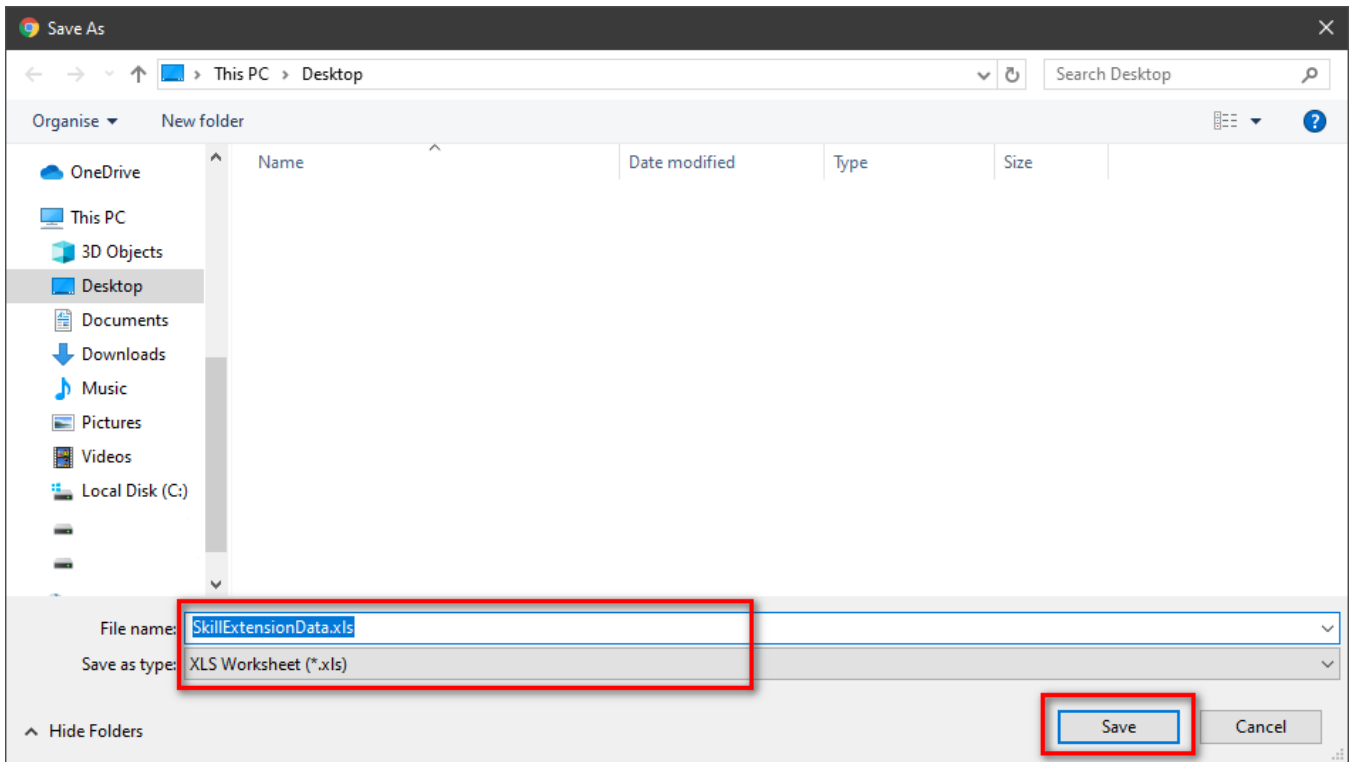 Save As
This PC > Desktop
Search Desktop
Organise
New folder
?
Name
Date modified
Type
Size
OneDrive
This PC
3D Objects
Desktop
Documents
Downloads
Music
Pictures
Videos
Local Disk (C:)
File name: SkillExtensionData.xls
Save as type: XLS Worksheet (*.xls)
Hide Folders
Save
Cancel